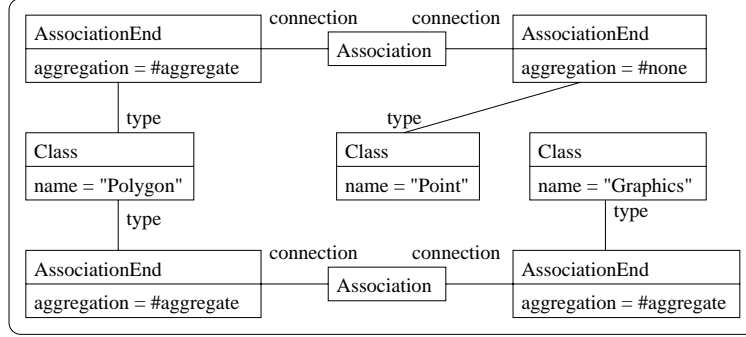 connection connection
AssociationEnd Association AssociationEnd
aggregation = #aggregate aggregation = #none
type type
Class Class Class
name = "Polygon" name = "Point" name = "Graphics"
type type
connection connection
AssociationEnd Association AssociationEnd
aggregation = #aggregate aggregation = #aggregate